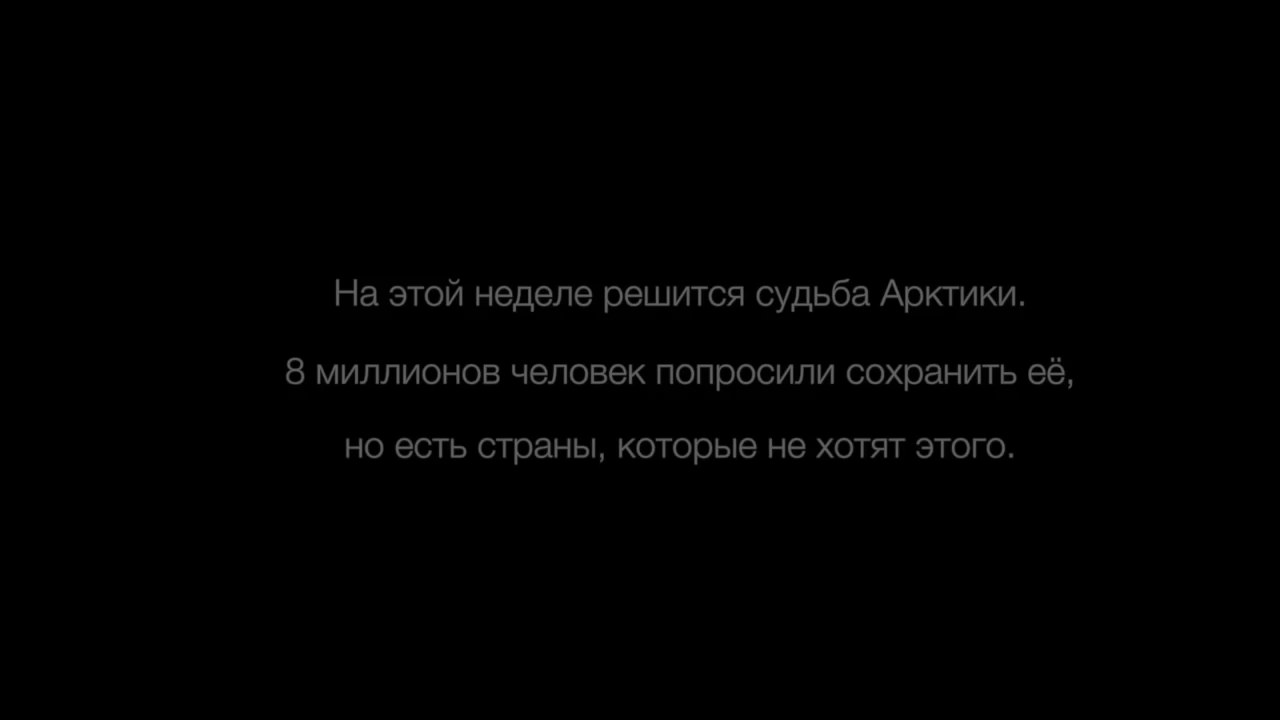 На этой неделе решится судьба Арктики.
8 миллионов человек попросили сохранить её,
но есть страны, которые не хотят этого.